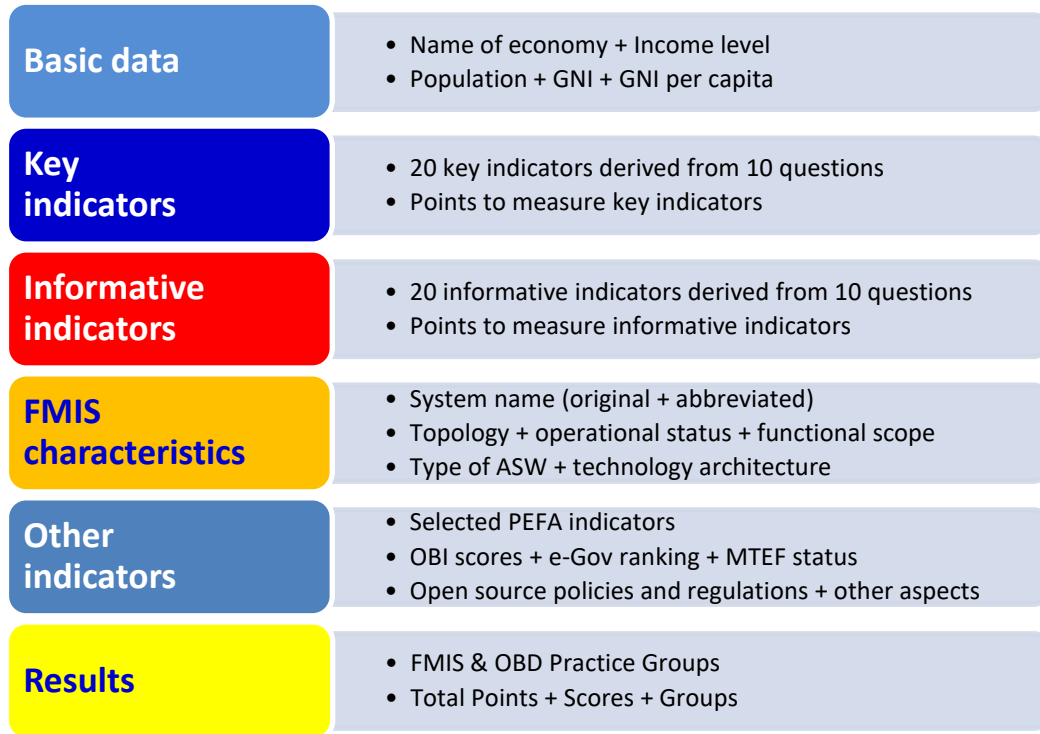 Basic data
• Name of economy + Income level
• Population + GNI + GNI per capita
Key
indicators
• 20 key indicators derived from 10 questions
• Points to measure key indicators
Informative
indicators
• 20 informative indicators derived from 10 questions
• Points to measure informative indicators
FMIS
characteristics
• System name (original + abbreviated)
• Topology + operational status + functional scope
• Type of ASW + technology architecture
Other
indicators
• Selected PEFA indicators
• OBI scores + e-Gov ranking + MTEF status
• Open source policies and regulations + other aspects
Results
• FMIS & OBD Practice Groups
• Total Points + Scores + Groups